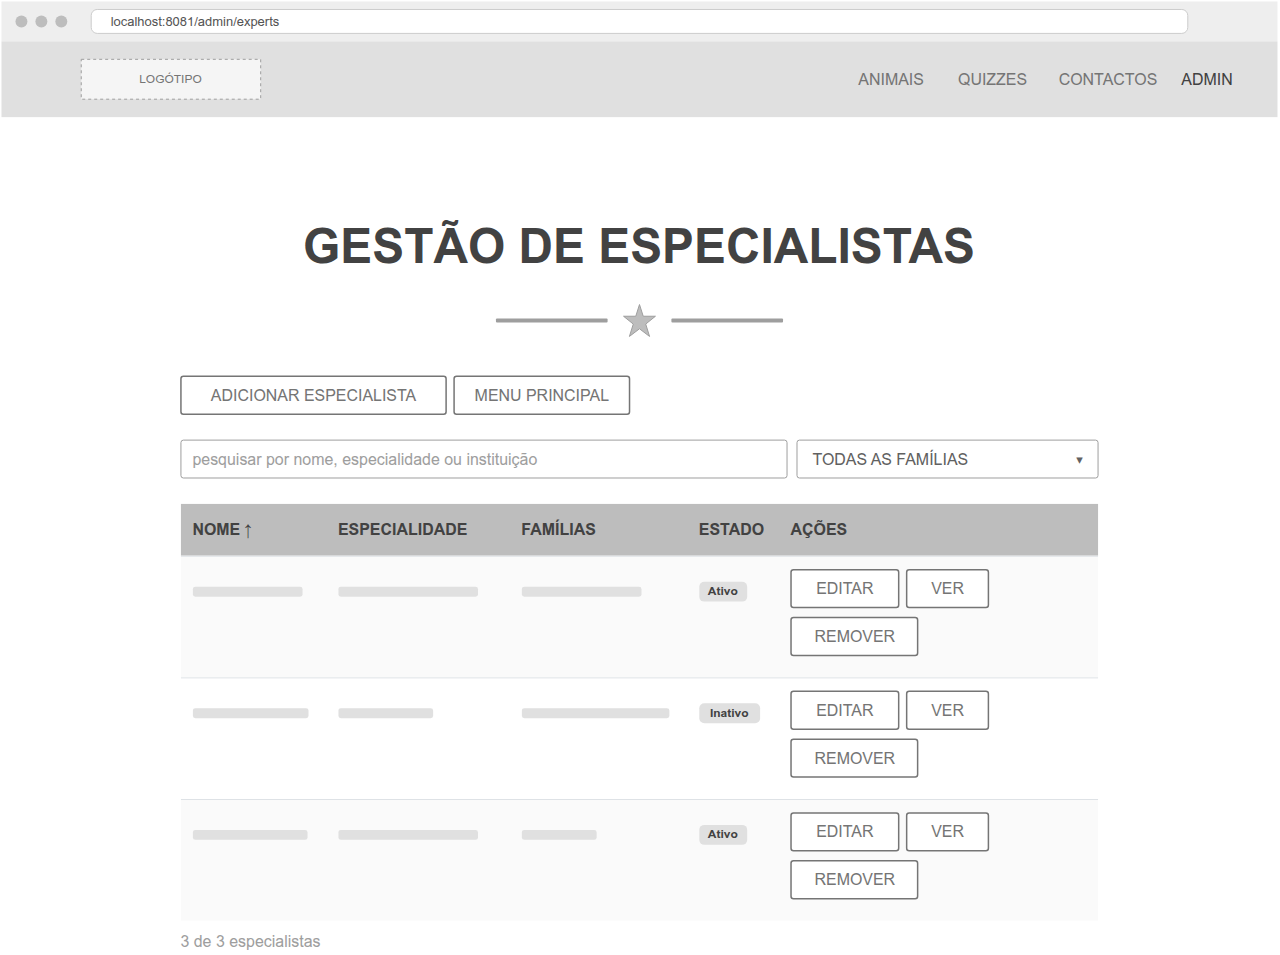 localhost:8081/admin/experts
LOGÓTIPO
ANIMAIS QUIZZES CONTACTOS ADMIN
GESTÃO DE ESPECIALISTAS
ADICIONAR ESPECIALISTA MENU PRINCIPAL
pesquisar por nome, especialidade ou instituição TODAS AS FAMÍLIAS ▾
NOME ↑ ESPECIALIDADE FAMÍLIAS ESTADO AÇÕES
Ativo EDITAR VER
REMOVER
Inativo EDITAR VER
REMOVER
Ativo EDITAR VER
REMOVER
3 de 3 especialistas